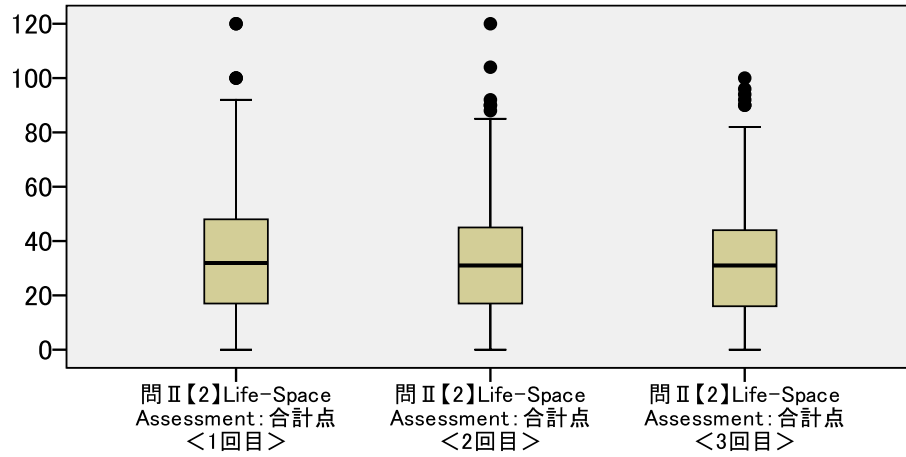 120
100
80
60
40
20
0
問Ⅱ【2】Life-Space
Assessment:合計点
＜1回目＞
問Ⅱ【2】Life-Space
Assessment:合計点
＜2回目＞
問Ⅱ【2】Life-Space
Assessment:合計点
＜3回目＞